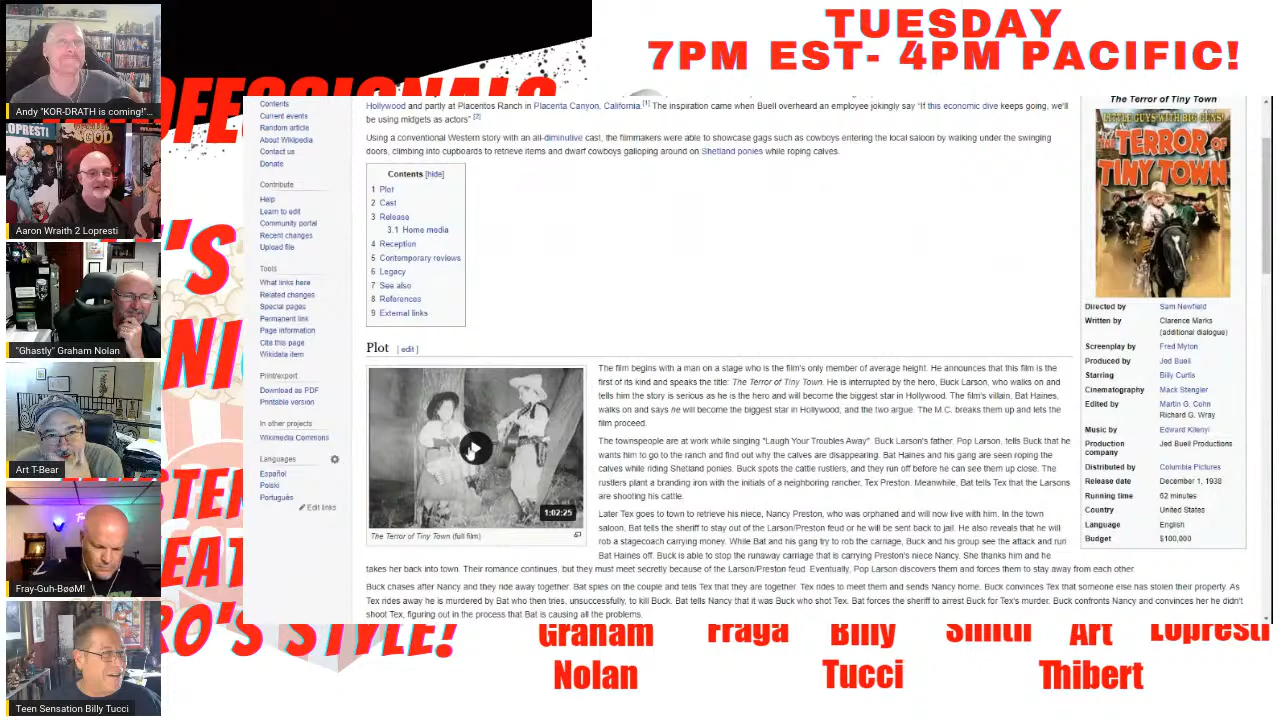 TUESDAY
7PM EST- 4PM PACIFIC!
Andy "KOR-DRATH is coming!"...
LOPRESTI
GOD
Aaron Wraith 2 Lopresti
"Ghastly" Graham Nolan
Art T-Bear
Fray-Guh-BøøM!
Teen Sensation Billy Tucci
Contents
Current events
Random article
About Wikipedia
Contact us
Donate
Contribute
Help
Learn to edit
Community portal
Recent changes
Upload file
Tools
What links here
Related changes
Special pages
Permanent link
Page information
Cite this page
Wikidata item
Print/export
Download as PDF
Printable version
In other projects
Wikimedia Commons
Languages
Español
Polski
Português
Edit links
Hollywood and partly at Placeritos Ranch in Placenta Canyon, California.[1] The inspiration came when Buell overheard an employee jokingly say "If this economic dive keeps going, we'll
be using midgets as actors".[2]
Using a conventional Western story with an all-diminutive cast, the filmmakers were able to showcase gags such as cowboys entering the local saloon by walking under the swinging
doors, climbing into cupboards to retrieve items and dwarf cowboys galloping around on Shetland ponies while roping calves.
Contents [hide]
1 Plot
2 Cast
3 Release
3.1 Home media
4 Reception
5 Contemporary reviews
6 Legacy
7 See also
8 References
9 External links
Plot [ edit ]
1:02:25
The Terror of Tiny Town (full film)
The film begins with a man on a stage who is the film's only member of average height. He announces that this film is the
first of its kind and speaks the title: The Terror of Tiny Town. He is interrupted by the hero, Buck Larson, who walks on and
tells him the story is serious as he is the hero and will become the biggest star in Hollywood. The film's villain, Bat Haines,
walks on and says he will become the biggest star in Hollywood, and the two argue. The M.C. breaks them up and lets the
film proceed.
The townspeople are at work while singing "Laugh Your Troubles Away". Buck Larson's father, Pop Larson, tells Buck that he
wants him to go to the ranch and find out why the calves are disappearing. Bat Haines and his gang are seen roping the
calves while riding Shetland ponies. Buck spots the cattle rustlers, and they run off before he can see them up close. The
rustlers plant a branding iron with the initials of a neighboring rancher, Tex Preston. Meanwhile, Bat tells Tex that the Larsons
are shooting his cattle.
Later Tex goes to town to retrieve his niece, Nancy Preston, who was orphaned and will now live with him. In the town
saloon, Bat tells the sheriff to stay out of the Larson/Preston feud or he will be sent back to jail. He also reveals that he will
rob a stagecoach carrying money. While Bat and his gang try to rob the carriage, Buck and his group see the attack and run
Bat Haines off. Buck is able to stop the runaway carriage that is carrying Preston's niece Nancy. She thanks him and he
takes her back into town. Their romance continues, but they must meet secretly because of the Larson/Preston feud. Eventually, Pop Larson discovers them and forces them to stay away from each other.
Buck chases after Nancy and they ride away together. Bat spies on the couple and tells Tex that they are together. Tex rides to meet them and sends Nancy home. Buck convinces Tex that someone else has stolen their property. As
Tex rides away he is murdered by Bat who then tries, unsuccessfully, to kill Buck. Bat tells Nancy that it was Buck who shot Tex. Bat forces the sheriff to arrest Buck for Tex's murder. Buck confronts Nancy and convinces her he didn't
shoot Tex, figuring out in the process that Bat is causing all the problems.
The Terror of Tiny Town
LITTLE GUYS WITH BIG GUNS!
THE TERROR OF
TINY TOWN
Directed by Sam Newfield
Written by Clarence Marks
(additional dialogue)
Screenplay by Fred Myton
Produced by Jed Buell
Starring Billy Curtis
Cinematography Mack Stengler
Edited by Martin G. Cohn
Richard G. Wray
Music by Edward Kilenyi
Production
company Jed Buell Productions
Distributed by Columbia Pictures
Release date December 1, 1938
Running time 62 minutes
Country United States
Language English
Budget $100,000
Graham
Nolan
Fraga
Billy
Tucci
Smith
Art
Thibert
Lopresti
RO'S STYLE!